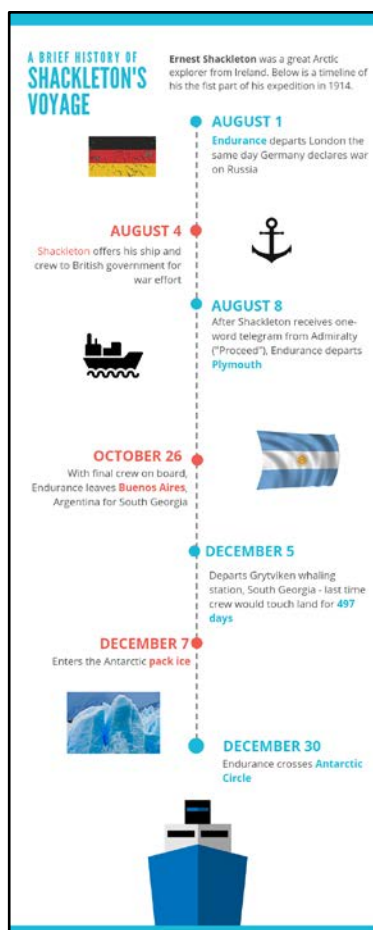 A BRIEF HISTORY OF
SHACKLETON'S
VOYAGE
Ernest Shackleton was a great Arctic
explorer from Ireland. Below is a timeline of
his the fist part of his expedition in 1914.
AUGUST 1
Endurance departs London the
same day Germany declares war
on Russia
AUGUST 4
Shackleton offers his ship and
crew to British government for
war effort
AUGUST 8
After Shackleton receives one-
word telegram from Admiralty
("Proceed"), Endurance departs
Plymouth
OCTOBER 26
With final crew on board,
Endurance leaves Buenos Aires,
Argentina for South Georgia
DECEMBER 5
Departs Grytviken whaling
station, South Georgia - last time
crew would touch land for 497
days
DECEMBER 7
Enters the Antarctic pack ice
DECEMBER 30
Endurance crosses Antarctic
Circle